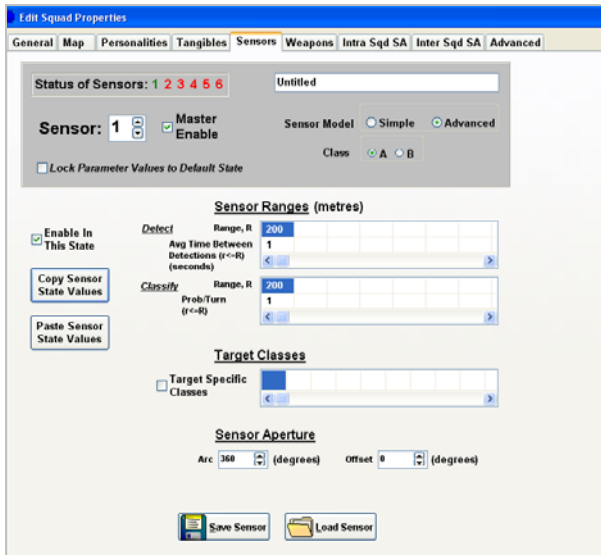 Edit Squad Properties
General Map Personalities Tangibles Sensors Weapons Intra Sqd SA Inter Sqd SA Advanced
Status of Sensors: 1 2 3 4 5 6
Untitled
Sensor: 1
Master Enable
Sensor Model Simple Advanced
Class A B
Lock Parameter Values to Default State
Sensor Ranges (metres)
Enable In This State
Detect Range, R 200
Avg Time Between Detections (r<=R) (seconds) 1
Copy Sensor State Values
Classify Range, R 200
Prob/Turn (r<=R) 1
Paste Sensor State Values
Target Classes
Target Specific Classes
Sensor Aperture
Arc 360 (degrees) Offset 0 (degrees)
Save Sensor Load Sensor